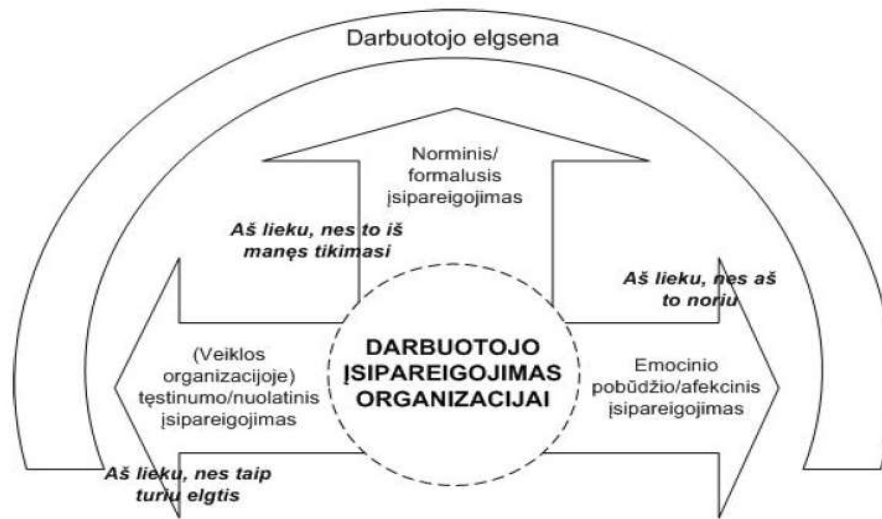 Darbuotojo elgsena
Norminis/
formalusis
įsipareigojimas
Aš lieku, nes to iš
manęs tikimasi
Aš lieku, nes aš
to noriu
(Veiklos
organizacijoje)
tęstinumo/nuolatinis
įsipareigojimas
DARBUOTOJO
ĮSIPAREIGOJIMAS
ORGANIZACIJAI
Emocinio
pobūdžio/afekcinis
įsipareigojimas
Aš lieku, nes taip
turiu elgtis